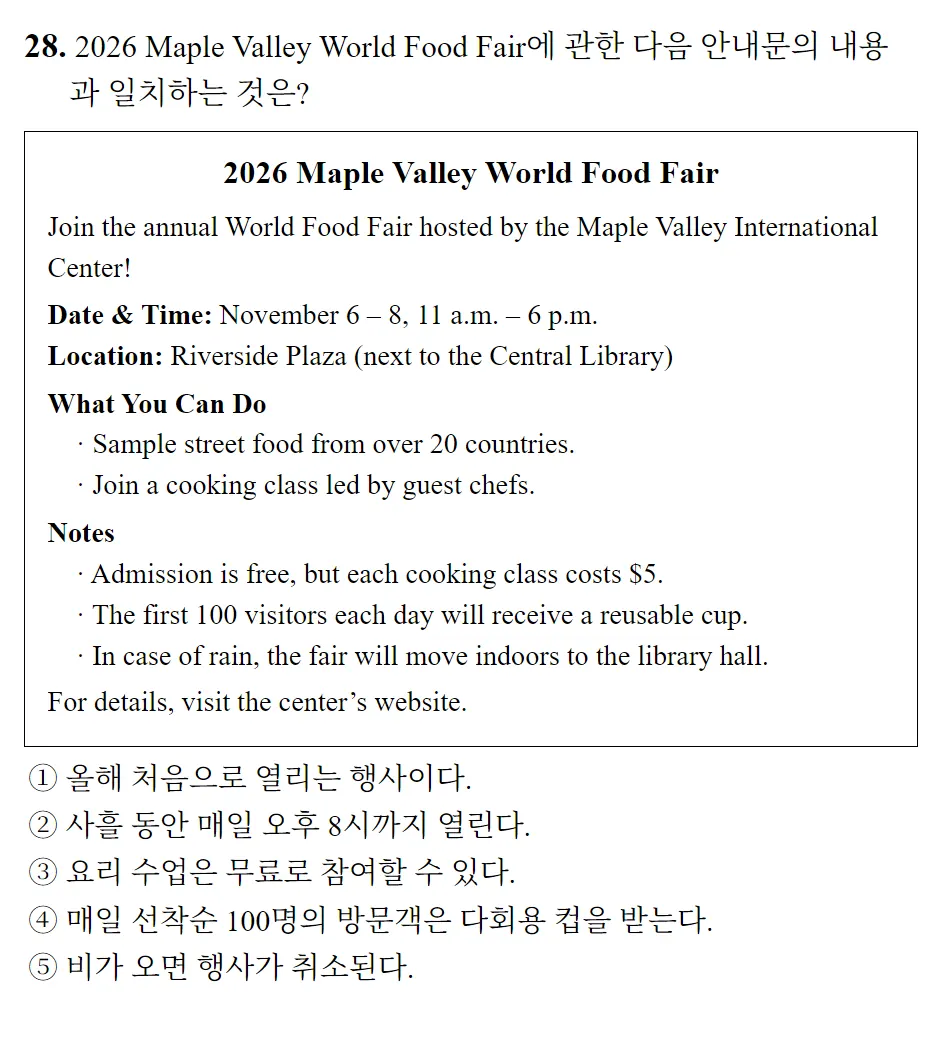 28. 2026 Maple Valley World Food Fair에 관한 다음 안내문의 내용
과 일치하는 것은?
2026 Maple Valley World Food Fair
Join the annual World Food Fair hosted by the Maple Valley International
Center!
Date & Time: November 6 – 8, 11 a.m. – 6 p.m.
Location: Riverside Plaza (next to the Central Library)
What You Can Do
· Sample street food from over 20 countries.
· Join a cooking class led by guest chefs.
Notes
· Admission is free, but each cooking class costs $5.
· The first 100 visitors each day will receive a reusable cup.
· In case of rain, the fair will move indoors to the library hall.
For details, visit the center’s website.
① 올해 처음으로 열리는 행사이다.
② 사흘 동안 매일 오후 8시까지 열린다.
③ 요리 수업은 무료로 참여할 수 있다.
④ 매일 선착순 100명의 방문객은 다회용 컵을 받는다.
⑤ 비가 오면 행사가 취소된다.